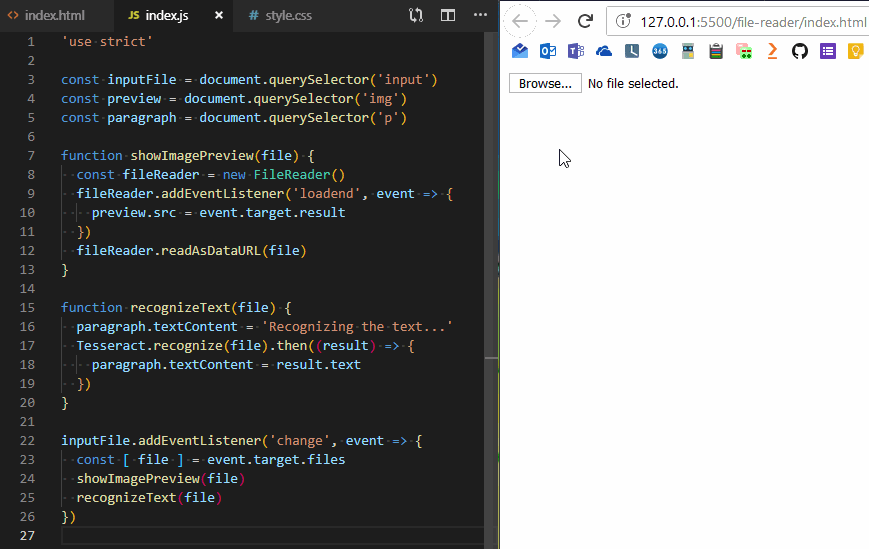 index.html
index.js
style.css
127.0.0.1:5500/file-reader/index.html
Browse... No file selected.
1 'use strict'
2
3 const inputFile = document.querySelector('input')
4 const preview = document.querySelector('img')
5 const paragraph = document.querySelector('p')
6
7 function showImagePreview(file) {
8 const fileReader = new FileReader()
9 fileReader.addEventListener('loadend', event => {
10 preview.src = event.target.result
11 })
12 fileReader.readAsDataURL(file)
13 }
14
15 function recognizeText(file) {
16 paragraph.textContent = 'Recognizing the text...'
17 Tesseract.recognize(file).then((result) => {
18 paragraph.textContent = result.text
19 })
20 }
21
22 inputFile.addEventListener('change', event => {
23 const [ file ] = event.target.files
24 showImagePreview(file)
25 recognizeText(file)
26 })
27